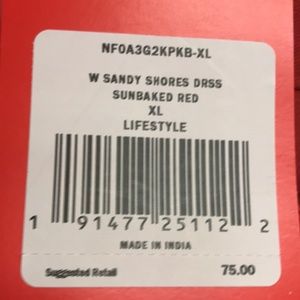 NF0A3G2KPKB-XL
W SANDY SHORES DRSS
SUNBAKED RED
XL
LIFESTYLE
1 91477 25112 2
MADE IN INDIA
Suggested Retail 75.00